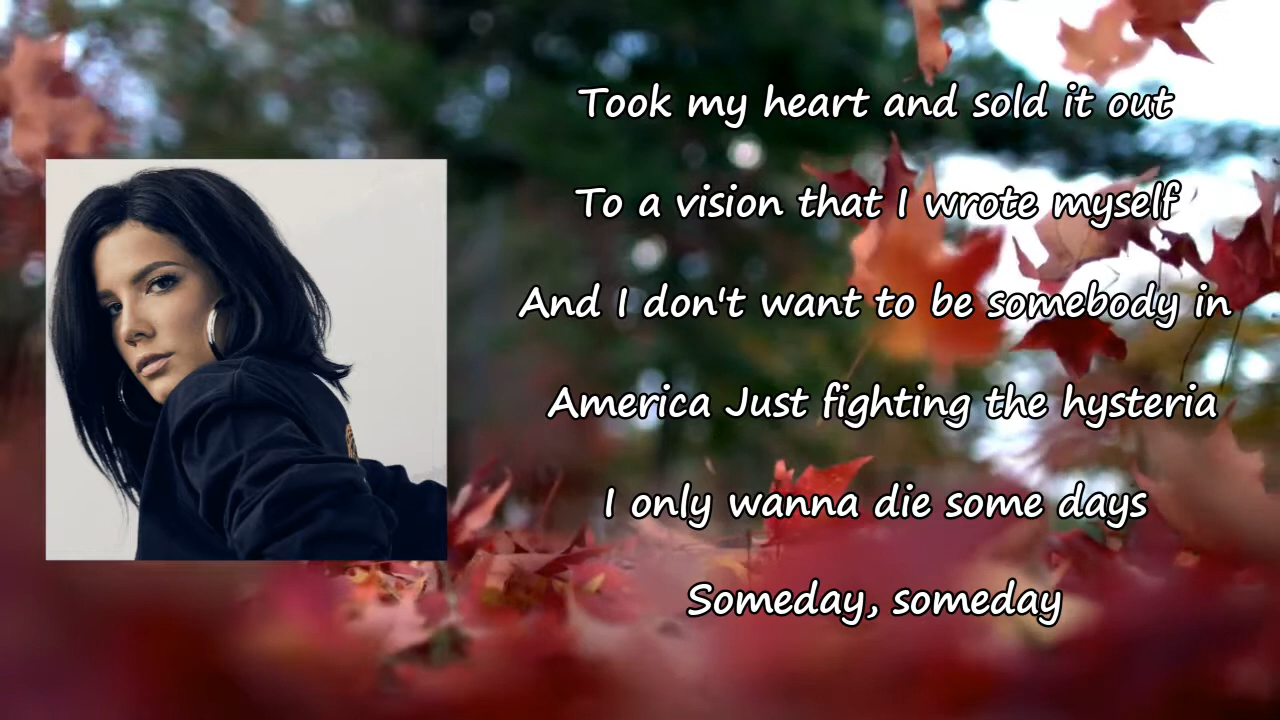 Took my heart and sold it out
To a vision that I wrote myself
And I don't want to be somebody in
America Just fighting the hysteria
I only wanna die some days
Someday, someday